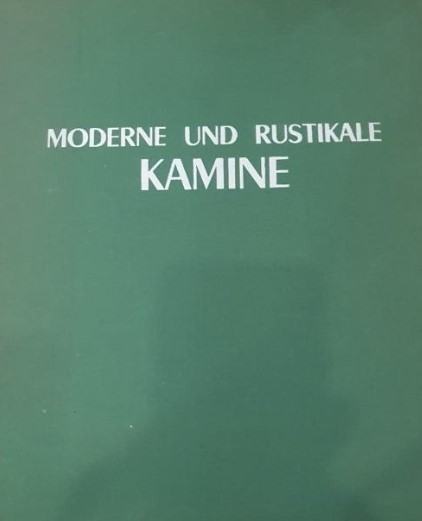 MODERNE UND RUSTIKALE
KAMINE